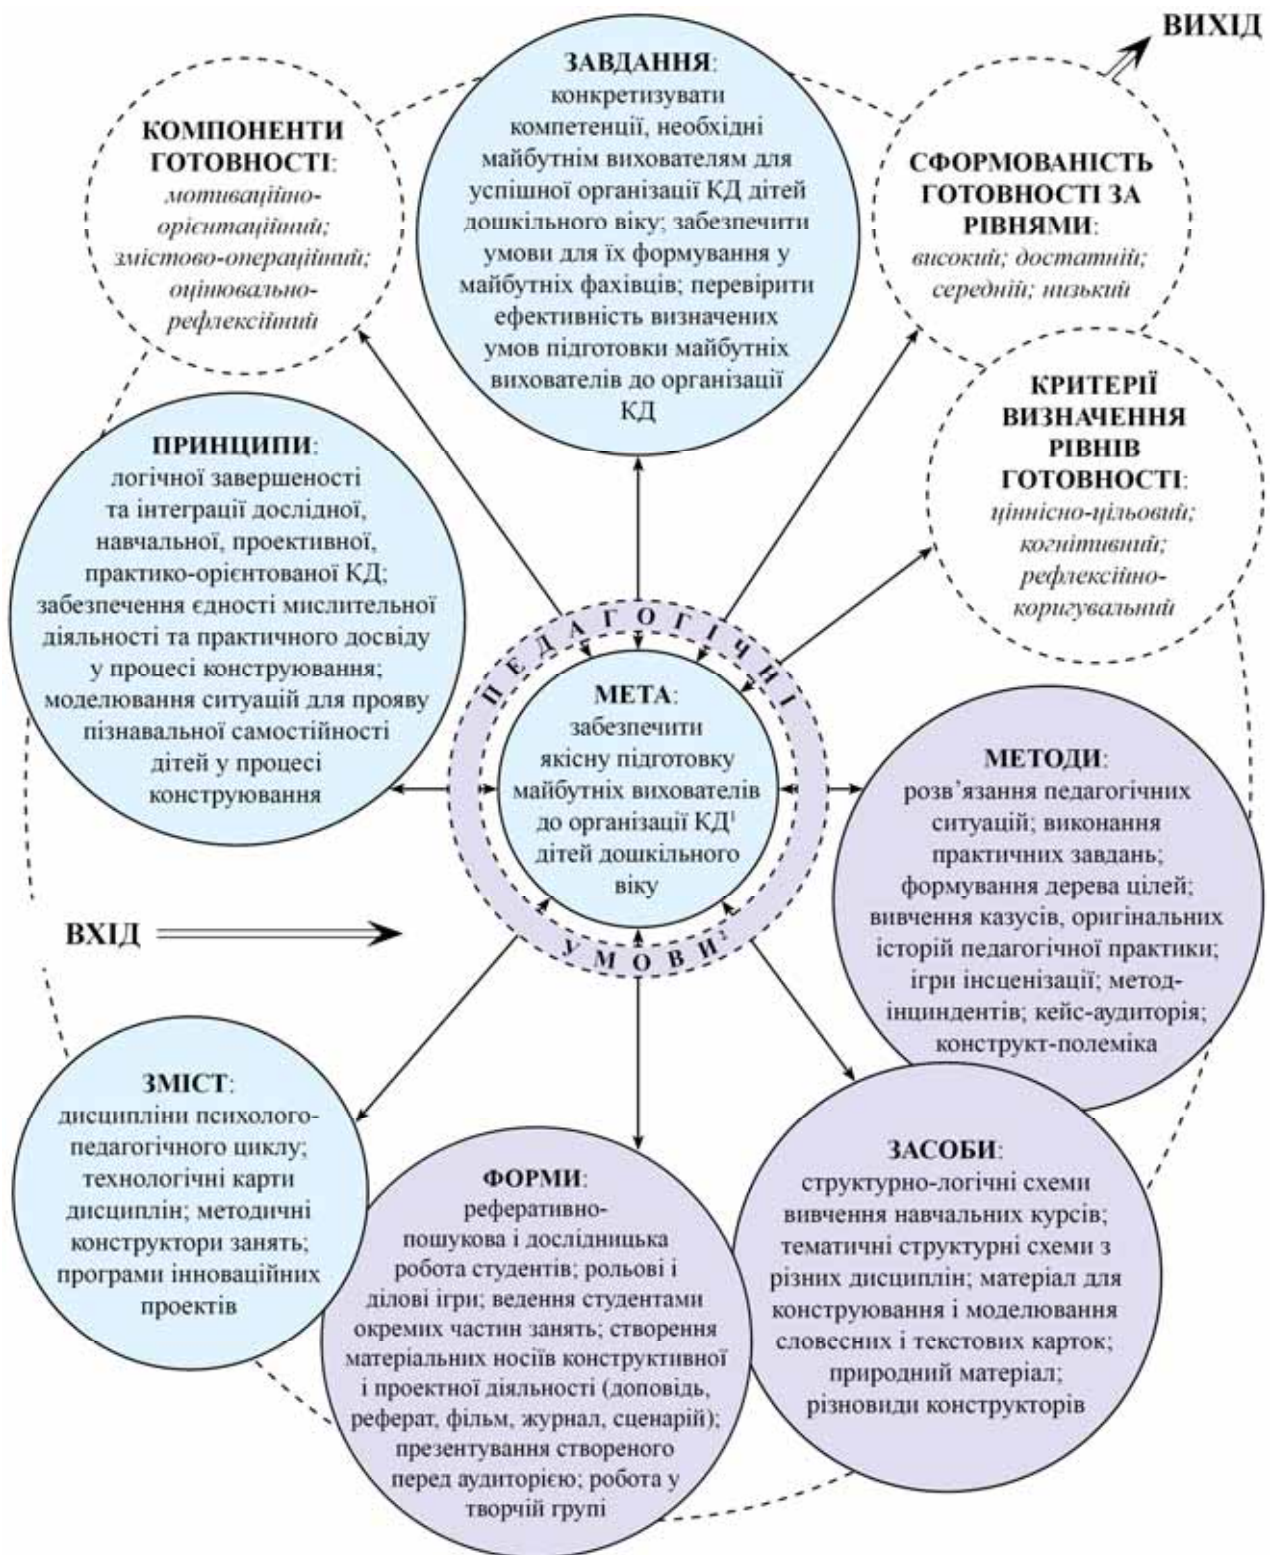 ВИХІД
КОМПОНЕНТИ
ГОТОВНОСТІ:
мотиваційно-
орієнтаційний;
змістово-операційний;
оцінювально-
рефлексійний
ЗАВДАННЯ:
конкретизувати
компетенції, необхідні
майбутнім вихователям для
успішної організації КД дітей
дошкільного віку; забезпечити
умови для їх формування у
майбутніх фахівців; перевірити
ефективність визначених
умов підготовки майбутніх
вихователів до організації
КД
СФОРМОВАНІСТЬ
ГОТОВНОСТІ ЗА
РІВНЯМИ:
високий; достатній;
середній; низький
КРИТЕРІЇ
ВИЗНАЧЕННЯ
РІВНІВ
ГОТОВНОСТІ:
ціннісно-цільовий;
когнітивний;
рефлексійно-
коригувальний
ПРИНЦИПИ:
логічної завершеності
та інтеграції дослідної,
навчальної, проективної,
практико-орієнтованої КД;
забезпечення єдності мислительної
діяльності та практичного досвіду
у процесі конструювання;
моделювання ситуацій для прояву
пізнавальної самостійності
дітей у процесі
конструювання
ПЕДАГОГІЧНІ
МЕТА:
забезпечити
якісну підготовку
майбутніх вихователів
до організації КД¹
дітей дошкільного
віку
УМОВИ²
МЕТОДИ:
розв’язання педагогічних
ситуацій; виконання
практичних завдань;
формування дерева цілей;
вивчення казусів, оригінальних
історій педагогічної практики;
ігри інсценізації; метод-
інциндентів; кейс-аудиторія;
конструкт-полеміка
ВХІД
ЗМІСТ:
дисципліни психолого-
педагогічного циклу;
технологічні карти
дисциплін; методичні
конструктори занять;
програми інноваційних
проектів
ФОРМИ:
реферативно-
пошукова і дослідницька
робота студентів; рольові і
ділові ігри; ведення студентами
окремих частин занять; створення
матеріальних носіїв конструктивної
і проектної діяльності (доповідь,
реферат, фільм, журнал, сценарій);
презентування створеного
перед аудиторією; робота у
творчій групі
ЗАСОБИ:
структурно-логічні схеми
вивчення навчальних курсів;
тематичні структурні схеми з
різних дисциплін; матеріал для
конструювання і моделювання
словесних і текстових карток;
природний матеріал;
різновиди конструкторів